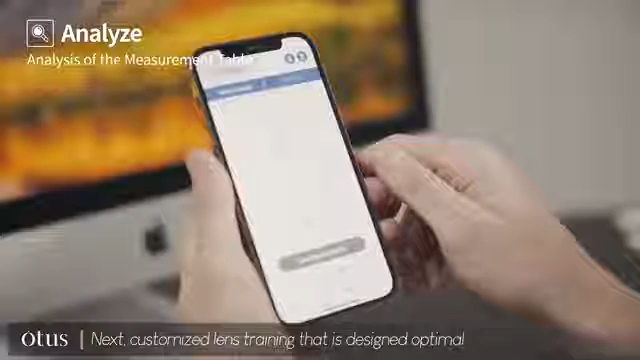 Analyze
Analysis of the Measurement Table
Otus | Next, customized lens training that is designed optimal